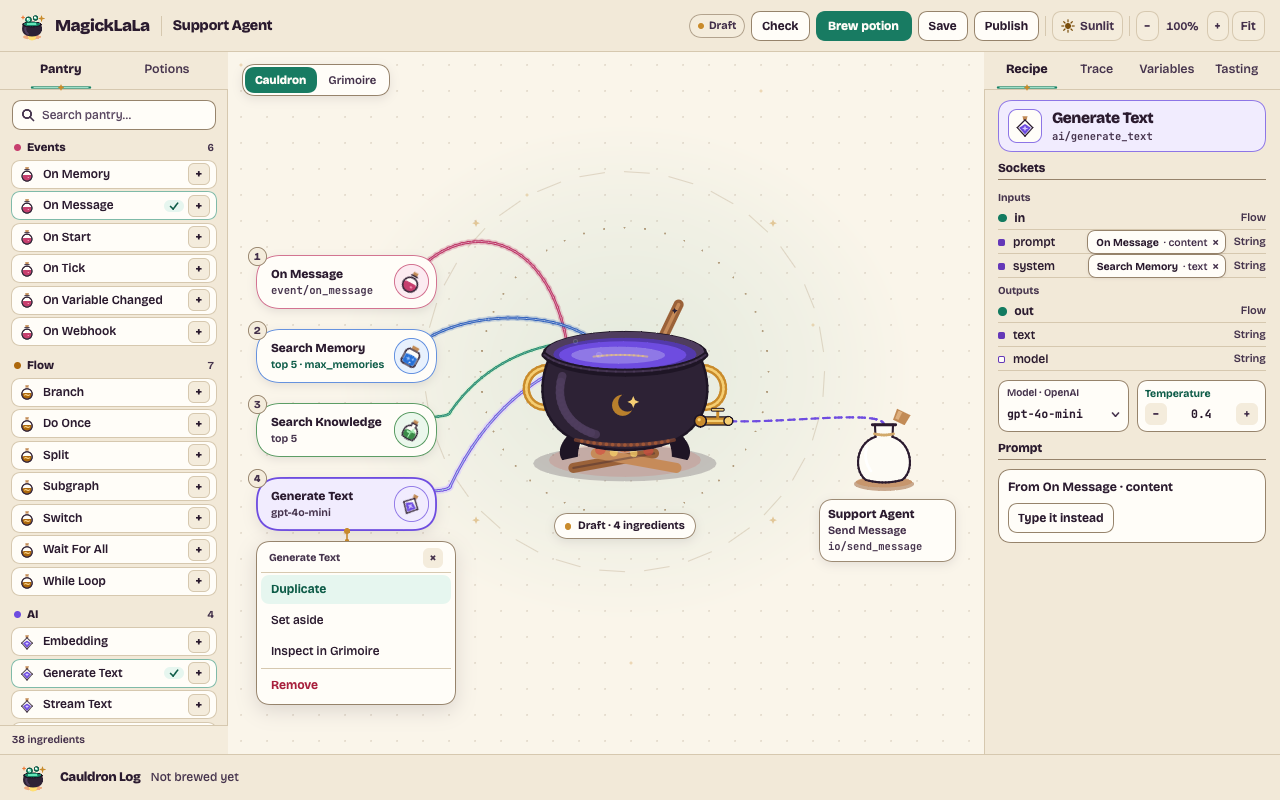 MagickLaLa
Support Agent
Draft
Check
Brew potion
Save
Publish
Sunlit
−
100%
+
Fit
Pantry
Potions
Search pantry...
Events
6
On Memory
+
On Message
+
On Start
+
On Tick
+
On Variable Changed
+
On Webhook
+
Flow
7
Branch
+
Do Once
+
Split
+
Subgraph
+
Switch
+
Wait For All
+
While Loop
+
AI
4
Embedding
+
Generate Text
+
Stream Text
+
38 ingredients
Cauldron
Grimoire
1
On Message
event/on_message
2
Search Memory
top 5 · max_memories
3
Search Knowledge
top 5
4
Generate Text
gpt-4o-mini
Generate Text
×
Duplicate
Set aside
Inspect in Grimoire
Remove
Draft · 4 ingredients
Support Agent
Send Message
io/send_message
Recipe
Trace
Variables
Tasting
Generate Text
ai/generate_text
Sockets
Inputs
in
Flow
prompt
On Message · content ×
String
system
Search Memory · text ×
String
Outputs
out
Flow
text
String
model
String
Model · OpenAI
gpt-4o-mini
Temperature
− 0.4 +
Prompt
From On Message · content
Type it instead
Cauldron Log
Not brewed yet